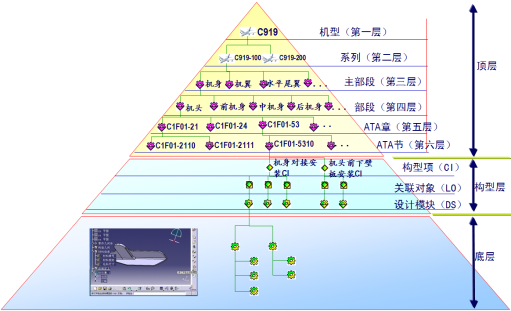 C919 机型（第一层）
C919-100 C919-200 系列（第二层）
机身 机翼 水平尾翼 ... 主部段（第三层）
机头 前机身 中机身 后机身 ... 部段（第四层）
C1F01-21 C1F01-24 C1F01-53 ... ATA章（第五层）
C1F01-2110 C1F01-2111 C1F01-5310 ... ATA节（第六层）
顶层
机身对接安装CI
机头前下壁板安装CI
构型项（CI）
关联对象（LO）
设计模块（DS）
构型层
底层